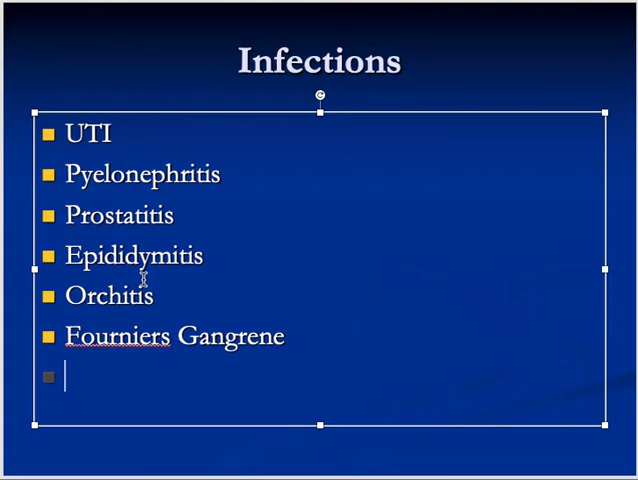 Infections
UTI
Pyelonephritis
Prostatitis
Epididymitis
Orchitis
Fourniers Gangrene